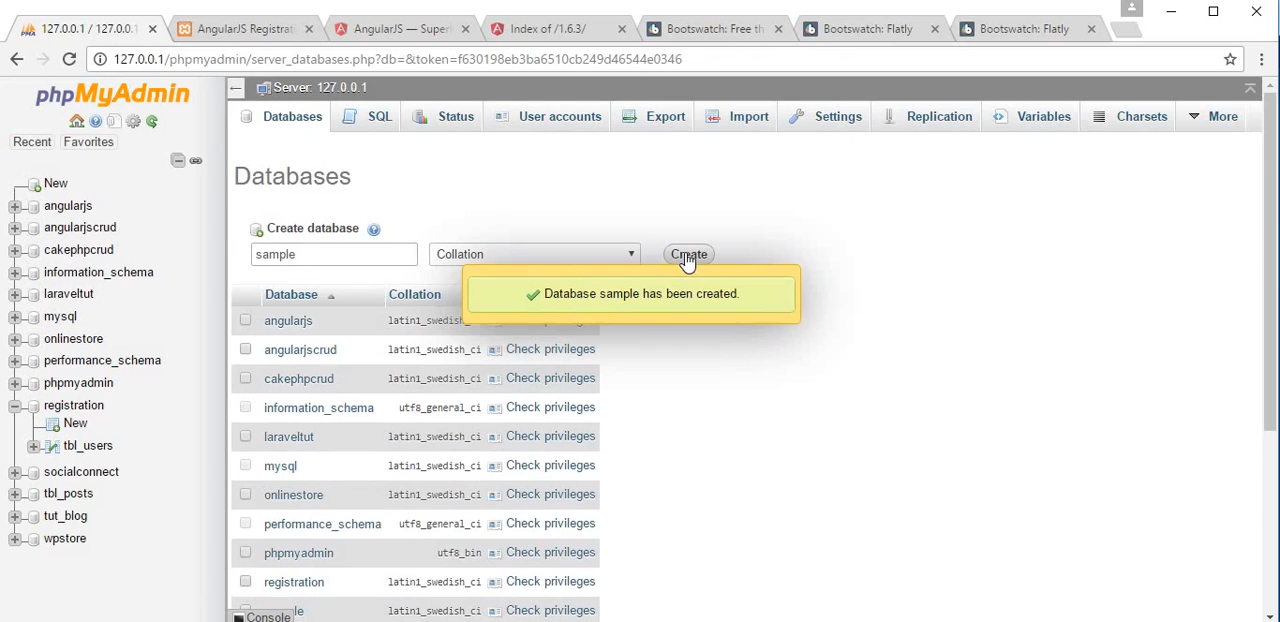 127.0.0.1 / 127.0.0.1
AngularJS Registrat
AngularJS — Superl
Index of /1.6.3/
Bootswatch: Free th
Bootswatch: Flatly
Bootswatch: Flatly
127.0.0.1/phpmyadmin/server_databases.php?db=&token=f630198eb3ba6510cb249d46544e0346
phpMyAdmin
Recent
Favorites
New
angularjs
angularjscrud
cakephpcrud
information_schema
laraveltut
mysql
onlinestore
performance_schema
phpmyadmin
registration
New
tbl_users
socialconnect
tbl_posts
tut_blog
wpstore
Server: 127.0.0.1
Databases
SQL
Status
User accounts
Export
Import
Settings
Replication
Variables
Charsets
More
Databases
Create database
sample
Collation
Create
Database sample has been created.
Database
Collation
angularjs latin1_swedish_ci
angularjscrud latin1_swedish_ci Check privileges
cakephpcrud latin1_swedish_ci Check privileges
information_schema utf8_general_ci Check privileges
laraveltut latin1_swedish_ci Check privileges
mysql latin1_swedish_ci Check privileges
onlinestore latin1_swedish_ci Check privileges
performance_schema utf8_general_ci Check privileges
phpmyadmin utf8_bin Check privileges
registration latin1_swedish_ci Check privileges
latin1_swedish_ci Check privileges
Console